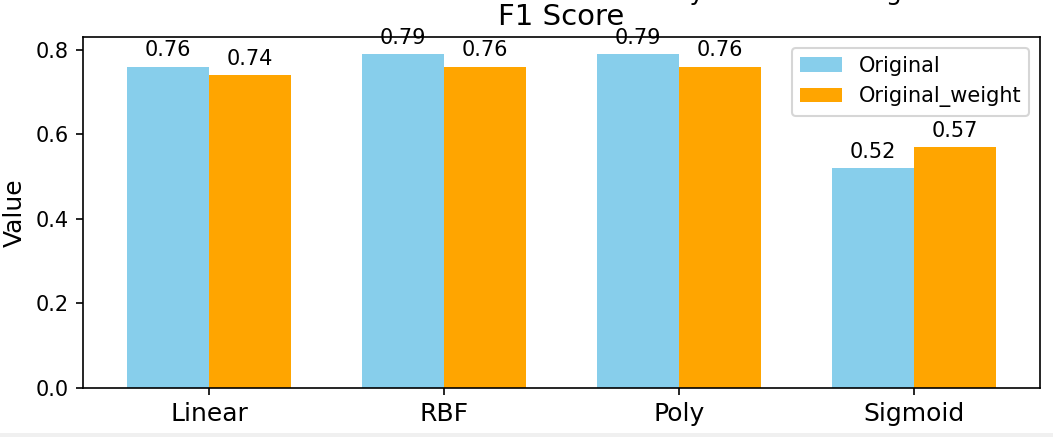 F1 Score
0.8
0.6
0.4
0.2
0.0
Value
0.76
0.74
0.79
0.76
0.79
0.76
0.52
0.57
Original
Original_weight
Linear
RBF
Poly
Sigmoid